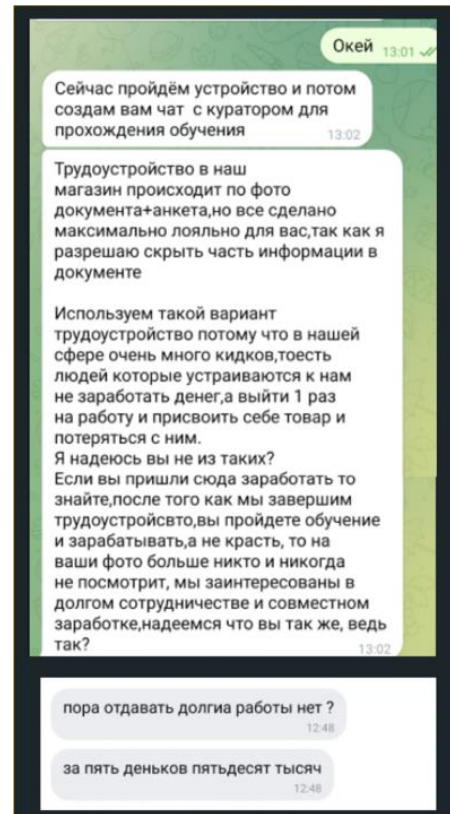 Окей 13:01
Сейчас пройдём устройство и потом
создам вам чат с куратором для
прохождения обучения 13:02
Трудоустройство в наш
магазин происходит по фото
документа+анкета,но все сделано
максимально лояльно для вас,так как я
разрешаю скрыть часть информации в
документе
Используем такой вариант
трудоустройство потому что в нашей
сфере очень много кидков,тоесть
людей которые устраиваются к нам
не заработать денег,а выйти 1 раз
на работу и присвоить себе товар и
потеряться с ним.
Я надеюсь вы не из таких?
Если вы пришли сюда заработать то
знайте,после того как мы завершим
трудоустройсвто,вы пройдете обучение
и зарабатывать,а не красть, то на
ваши фото больше никто и никогда
не посмотрит, мы заинтересованы в
долгом сотрудничестве и совместном
заработке,надеемся что вы так же, ведь
так? 13:02
пора отдавать долгиа работы нет ?
12:48
за пять деньков пятьдесят тысяч
12:48